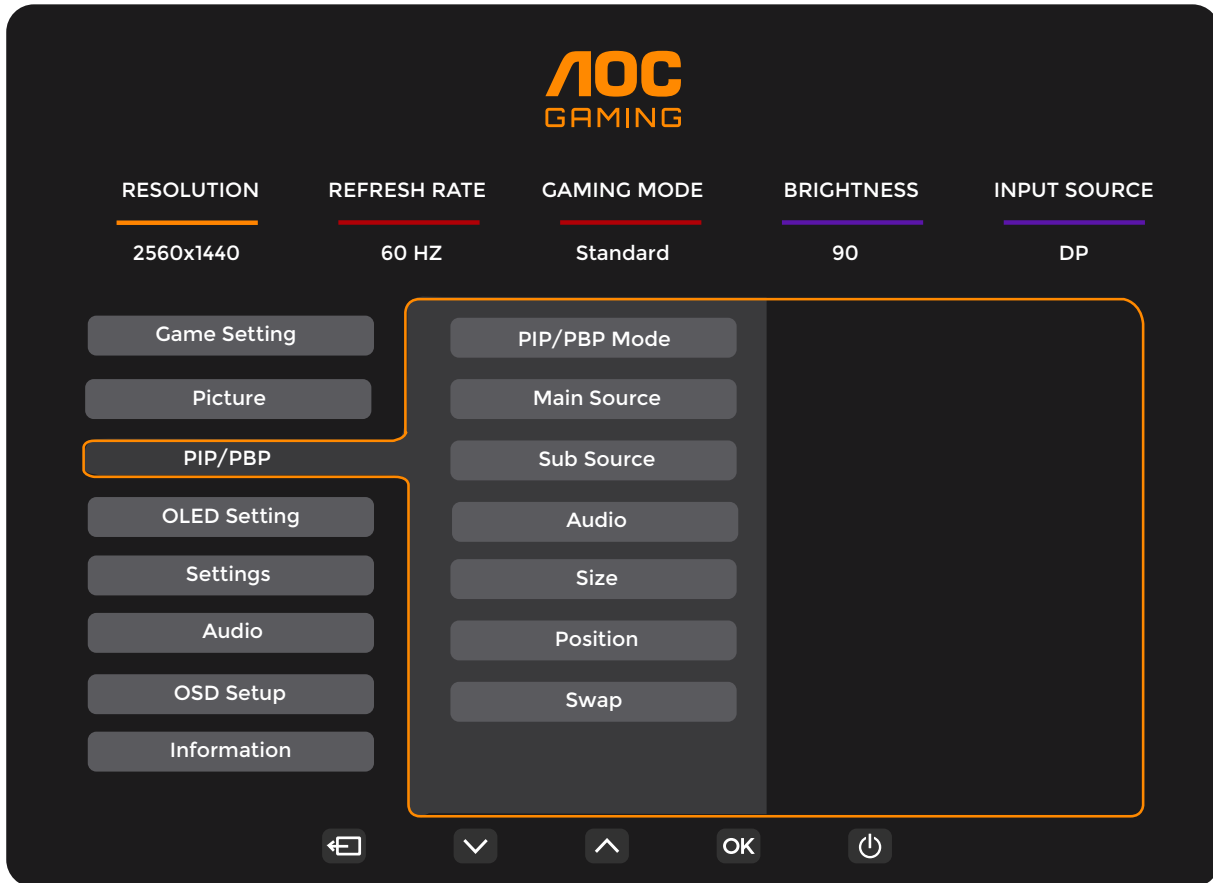 AOC
GAMING
RESOLUTION REFRESH RATE GAMING MODE BRIGHTNESS INPUT SOURCE
2560x1440 60 HZ Standard 90 DP
Game Setting
Picture
PIP/PBP
OLED Setting
Settings
Audio
OSD Setup
Information
PIP/PBP Mode
Main Source
Sub Source
Audio
Size
Position
Swap
OK